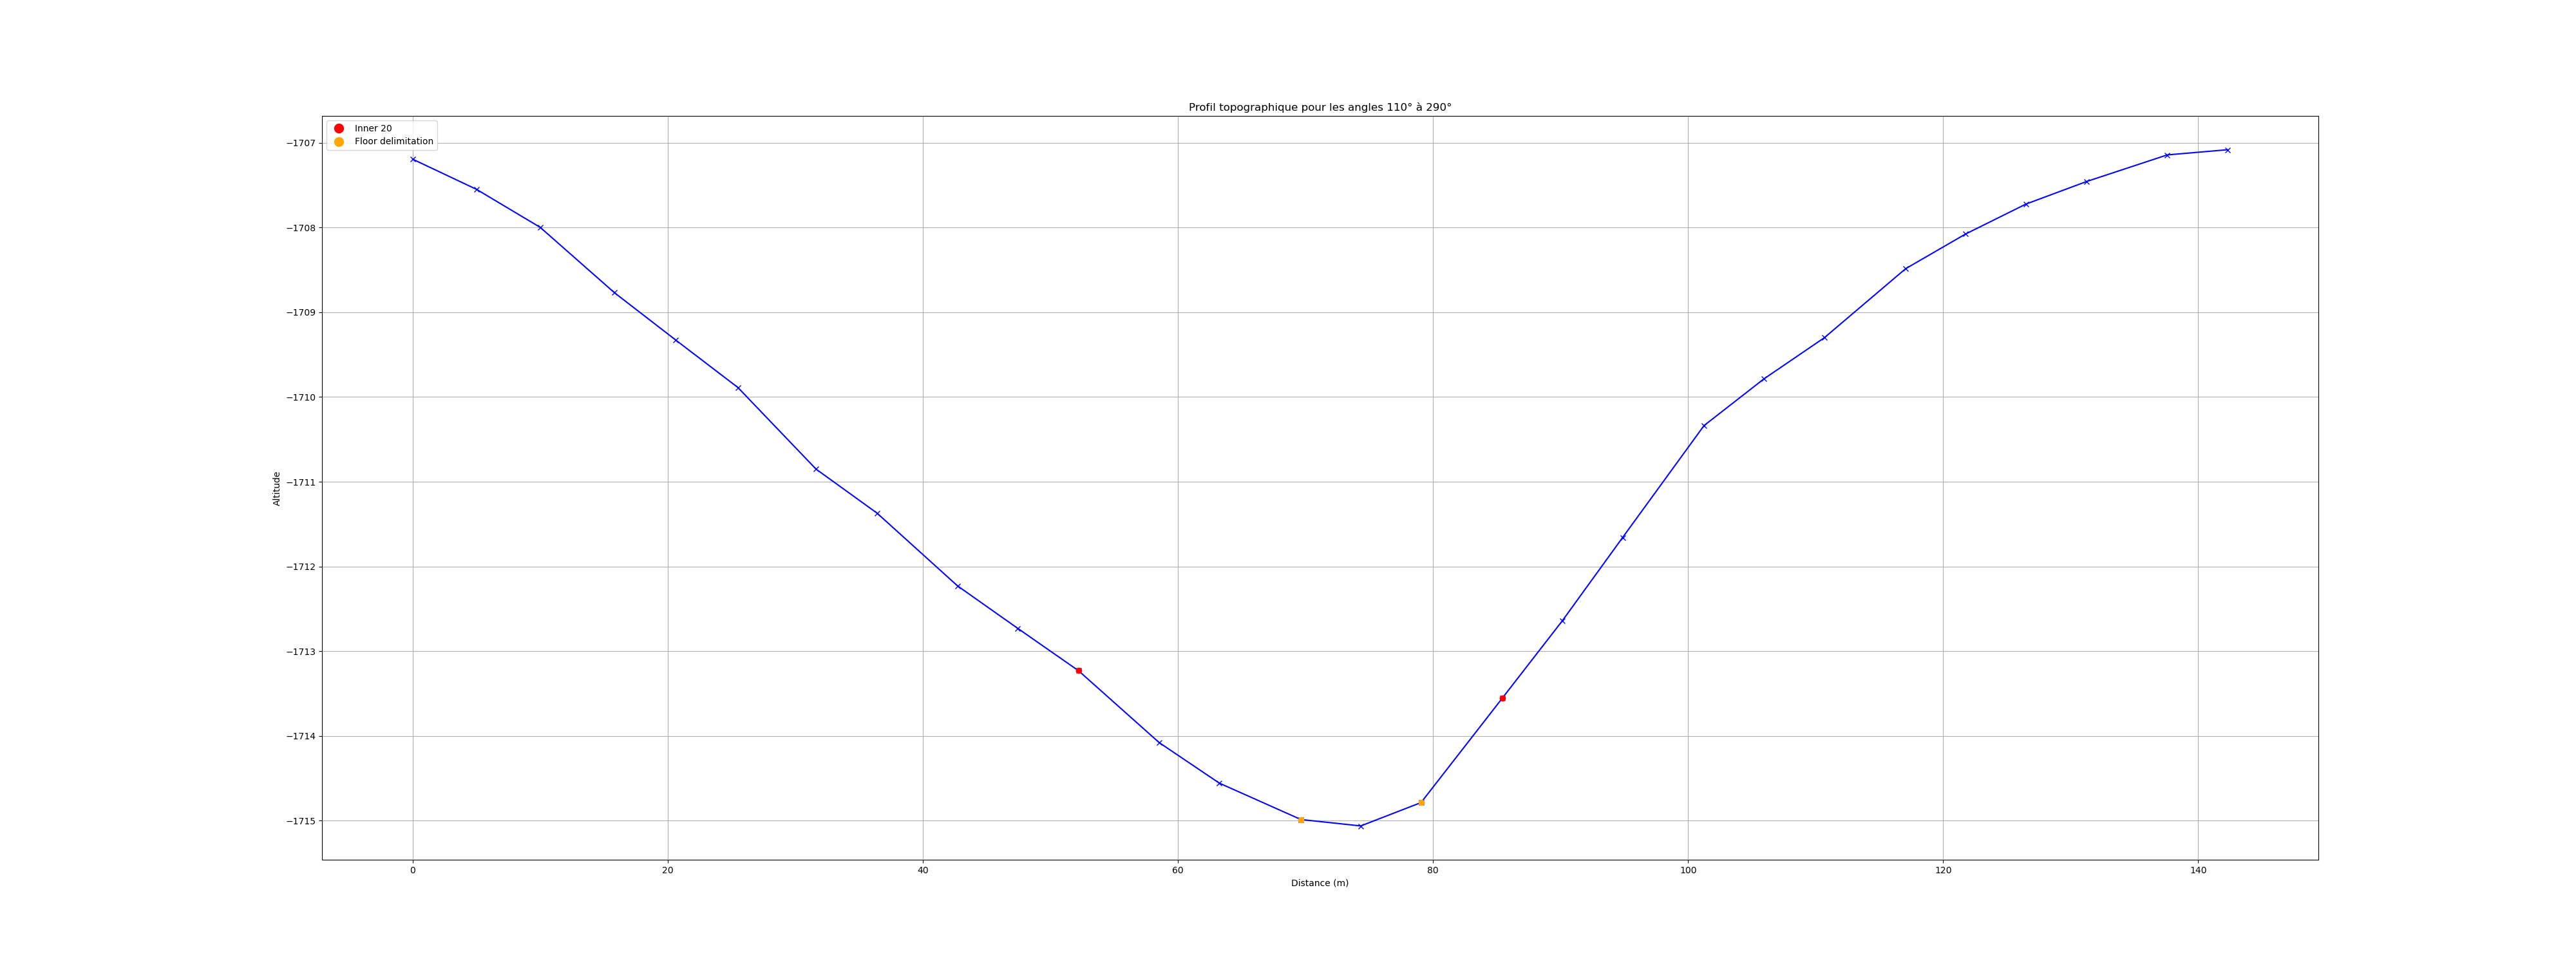 Profil topographique pour les angles 110° à 290°
Inner 20
Floor delimitation
−1707
−1708
−1709
−1710
−1711
−1712
−1713
−1714
−1715
Altitude
0 20 40 60 80 100 120 140
Distance (m)